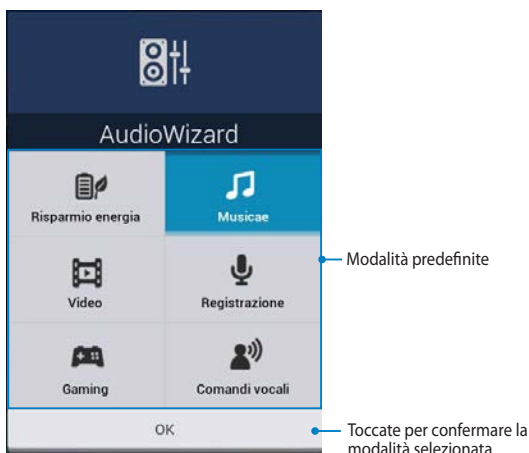 AudioWizard
Risparmio energia
Musicae
Video
Registrazione
Modalità predefinite
Gaming
Comandi vocali
OK
Toccate per confermare la
modalità selezionata